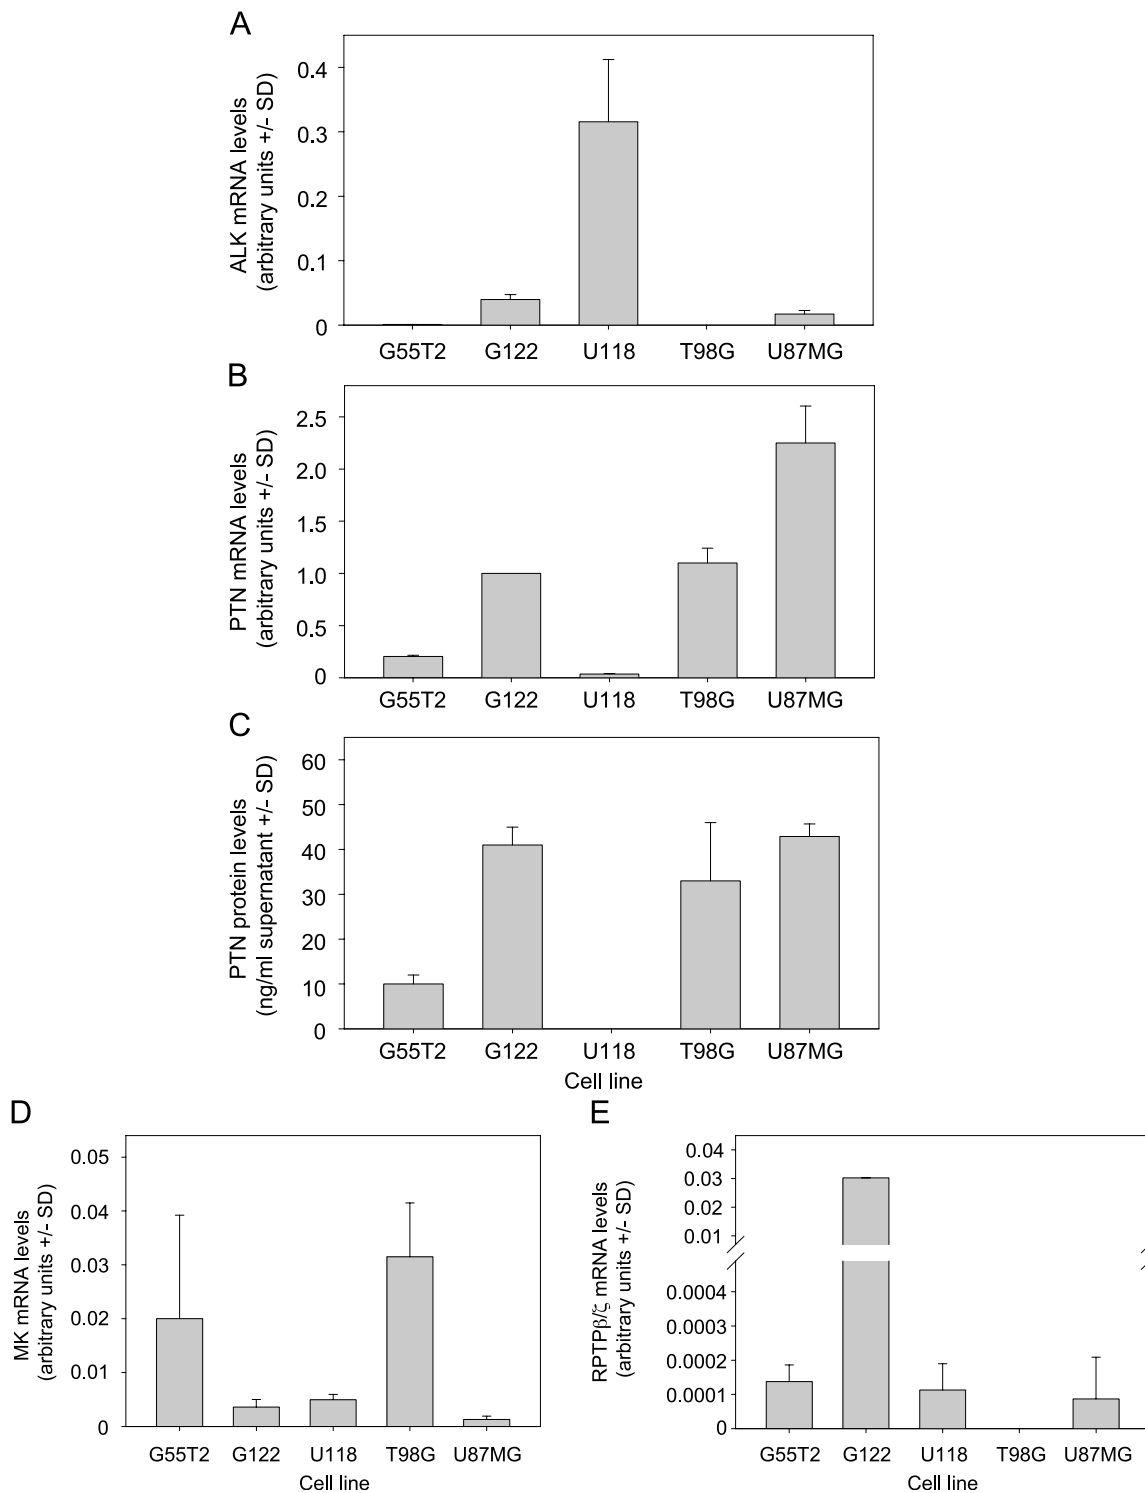 A
ALK mRNA levels
(arbitrary units +/- SD)
0.4
0.3
0.2
0.1
0
G55T2 G122 U118 T98G U87MG
B
PTN mRNA levels
(arbitrary units +/- SD)
2.5
2.0
1.5
1.0
0.5
0
G55T2 G122 U118 T98G U87MG
C
PTN protein levels
(ng/ml supernatant +/- SD)
60
50
40
30
20
10
0
G55T2 G122 U118 T98G U87MG
Cell line
D
MK mRNA levels
(arbitrary units +/- SD)
0.05
0.04
0.03
0.02
0.01
0
G55T2 G122 U118 T98G U87MG
Cell line
E
RPTPβ/ζ mRNA levels
(arbitrary units +/- SD)
0.04
0.03
0.02
0.01
0.0004
0.0003
0.0002
0.0001
0
G55T2 G122 U118 T98G U87MG
Cell line